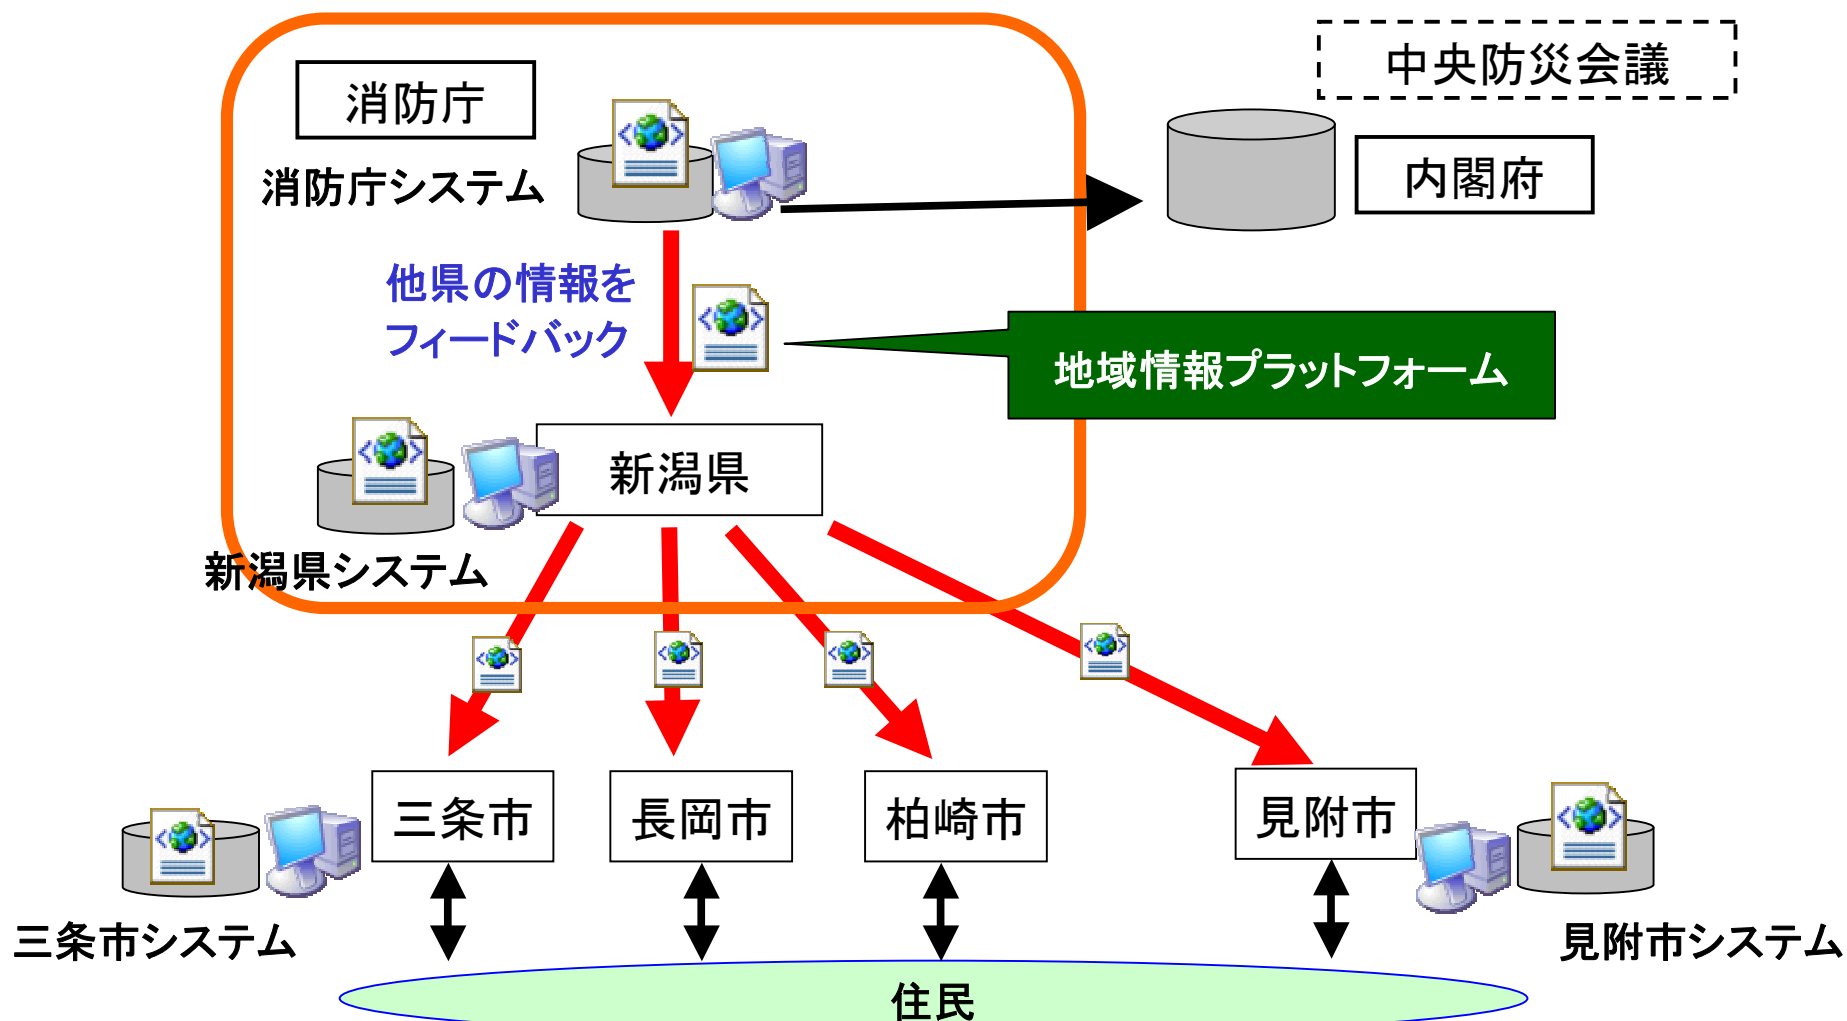 中央防災会議
消防庁
内閣府
消防庁システム
他県の情報を
フィードバック
地域情報プラットフォーム
新潟県
新潟県システム
三条市
長岡市
柏崎市
見附市
三条市システム
見附市システム
住民